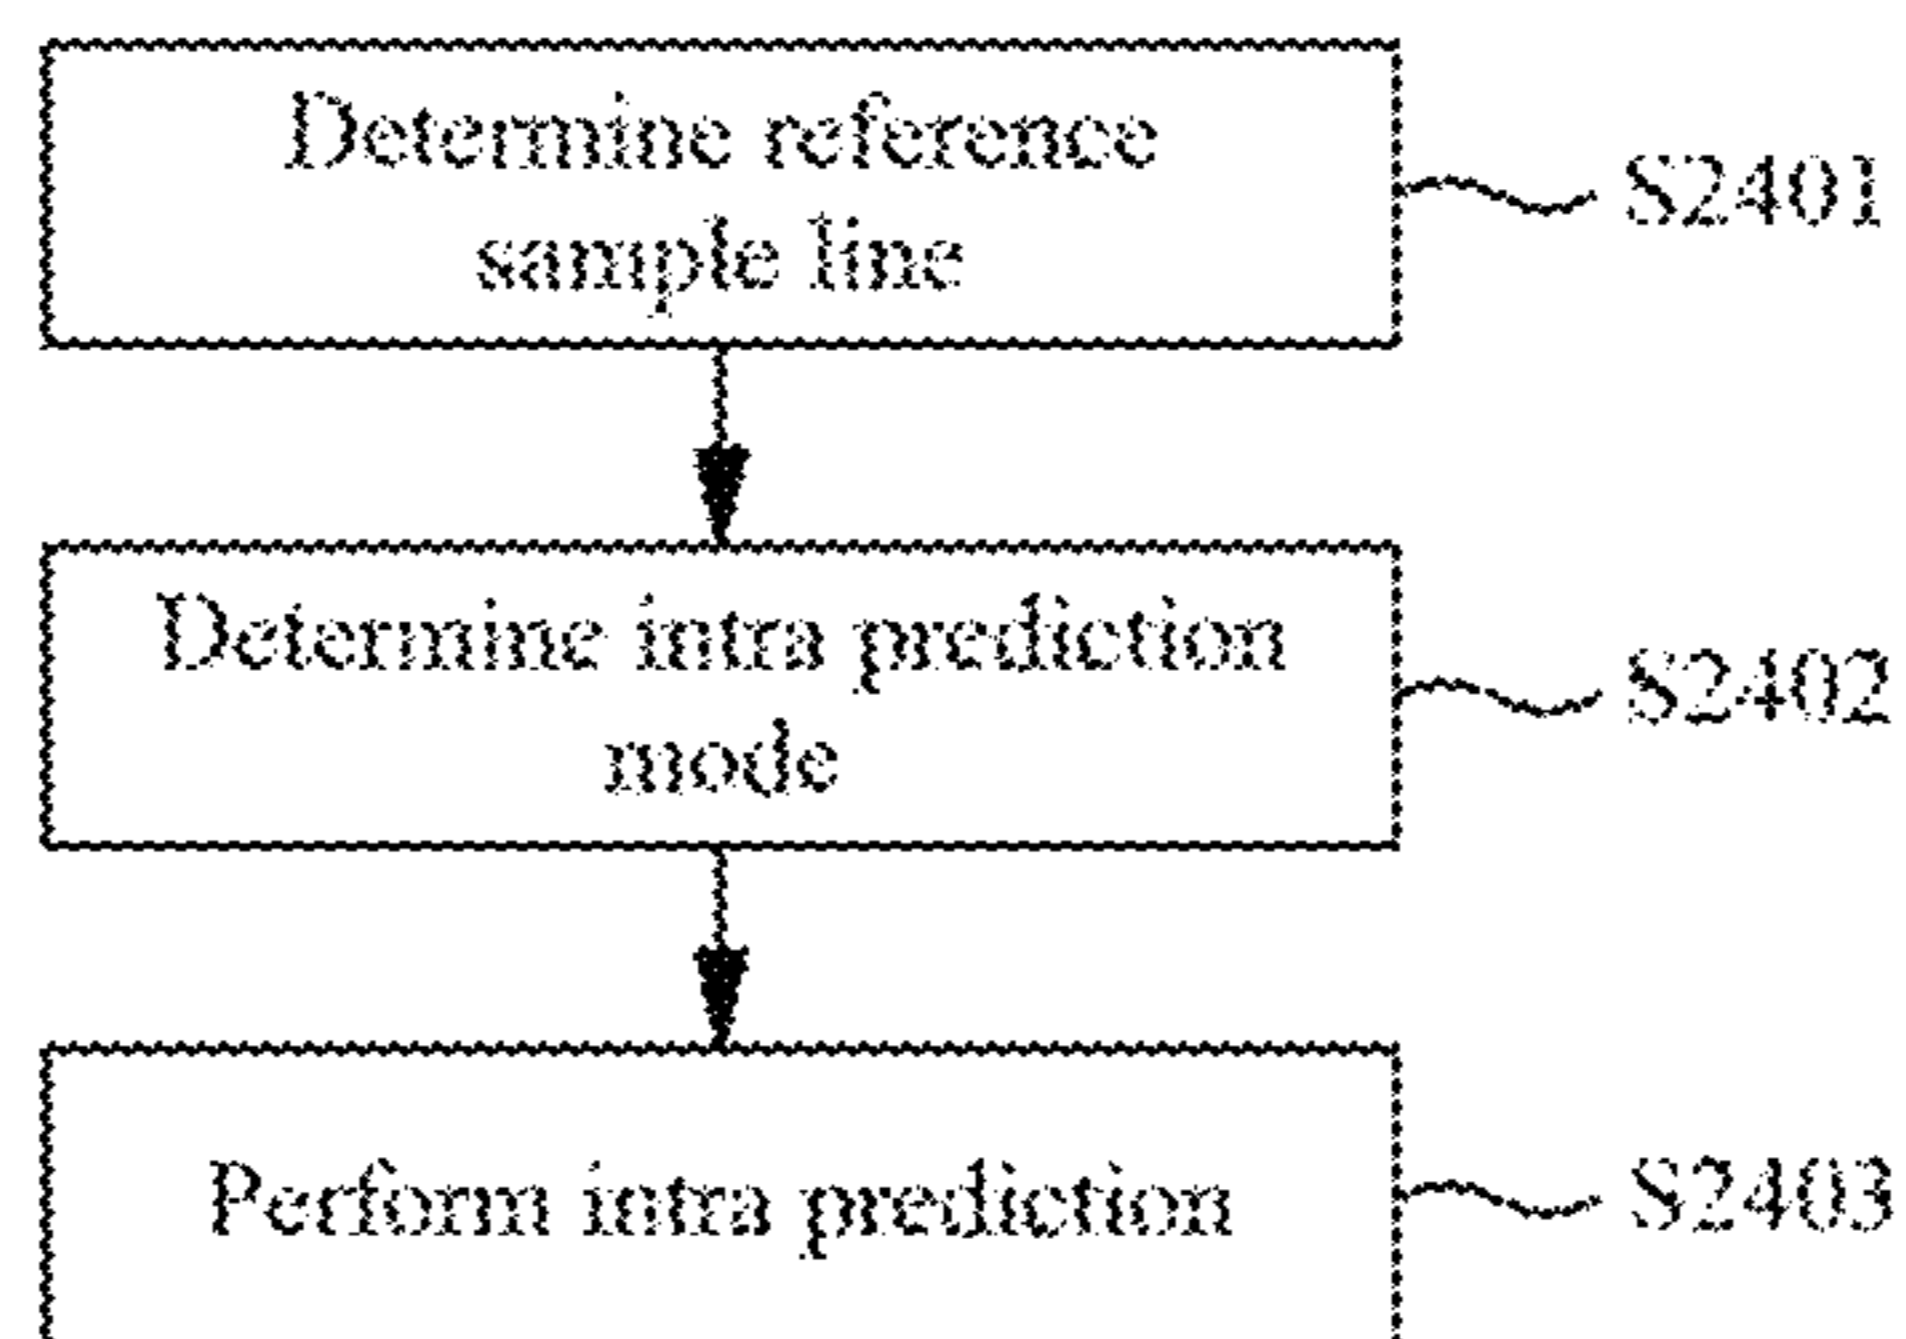 Determine reference
sample line
S2401
Determine intra prediction
mode
S2402
Perform intra prediction
S2403